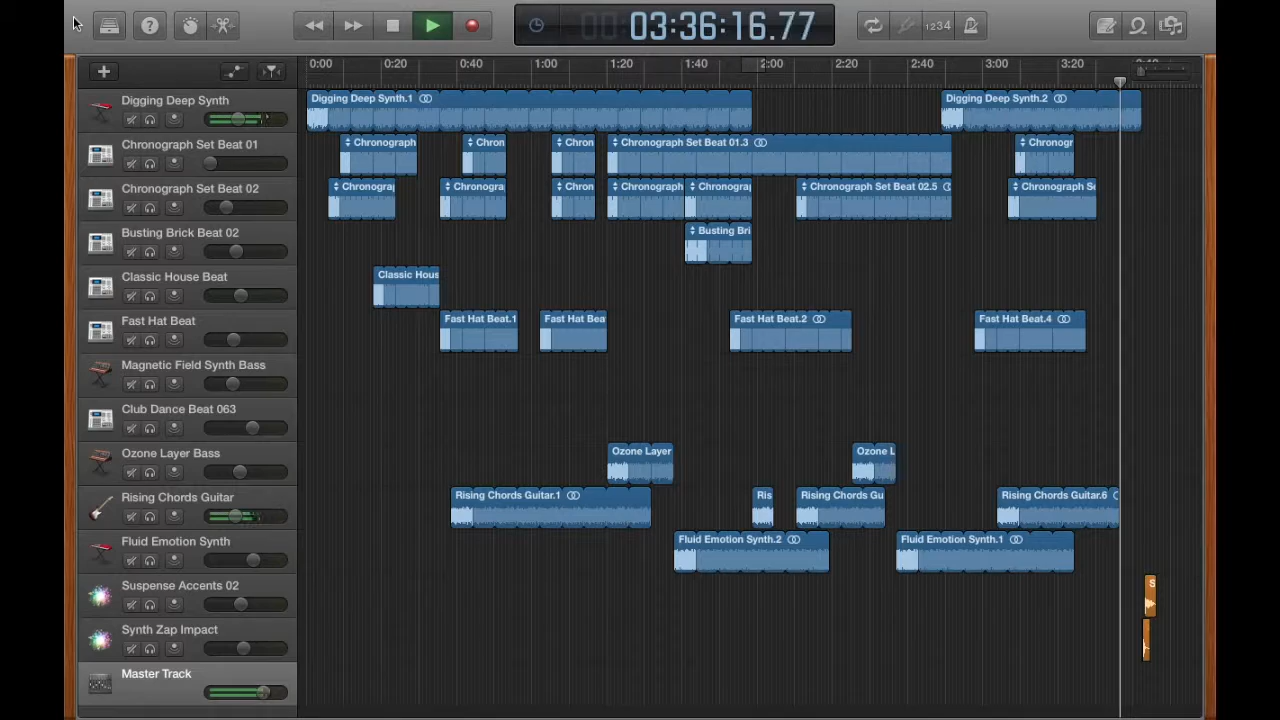 03:36:16.77
1234
0:00 0:20 0:40 1:00 1:20 1:40 2:00 2:20 2:40 3:00 3:20
Digging Deep Synth
Digging Deep Synth.1
Digging Deep Synth.2
Chronograph Set Beat 01
Chronograph
Chron
Chron
Chronograph Set Beat 01.3
Chronogr
Chronograph Set Beat 02
Chronograp
Chronogra
Chron
Chronograph
Chronograp
Chronograph Set Beat 02.5
Chronograph Se
Busting Brick Beat 02
Busting Bri
Classic House Beat
Classic Hous
Fast Hat Beat
Fast Hat Beat.1
Fast Hat Bea
Fast Hat Beat.2
Fast Hat Beat.4
Magnetic Field Synth Bass
Club Dance Beat 063
Ozone Layer Bass
Ozone Layer
Ozone L
Rising Chords Guitar
Rising Chords Guitar.1
Ris
Rising Chords Gu
Rising Chords Guitar.6
Fluid Emotion Synth
Fluid Emotion Synth.2
Fluid Emotion Synth.1
Suspense Accents 02
S
Synth Zap Impact
Master Track